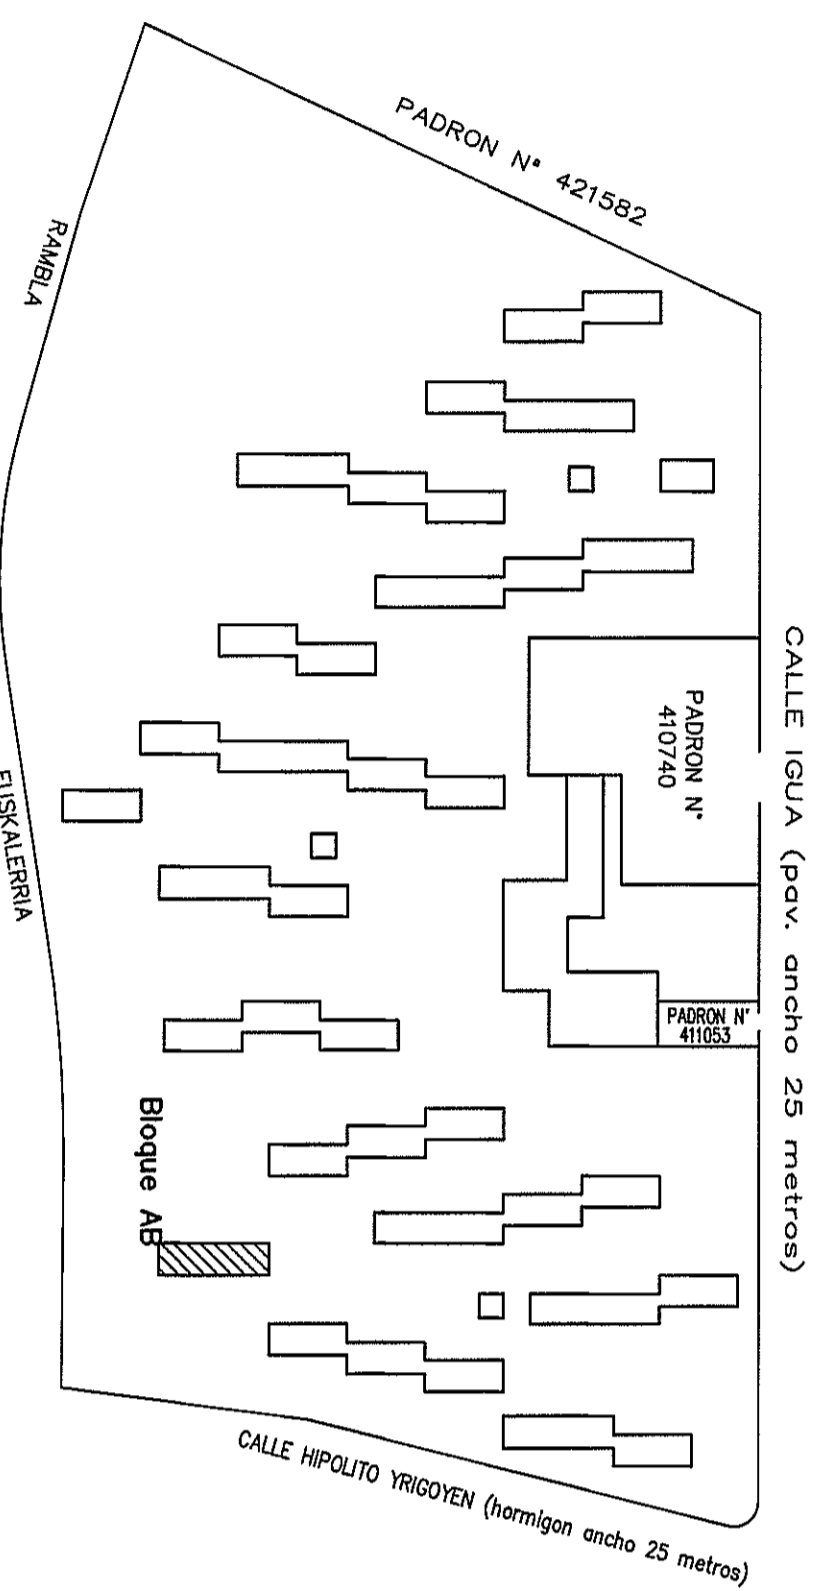 PADRON N° 421582
CALLE IGUA (pav. ancho 25 metros)
RAMBLA
EUSKALERRIA
PADRON N°
410740
PADRON N°
411053
Bloque AB
CALLE HIPOLITO YRIGOYEN (hormigon ancho 25 metros)